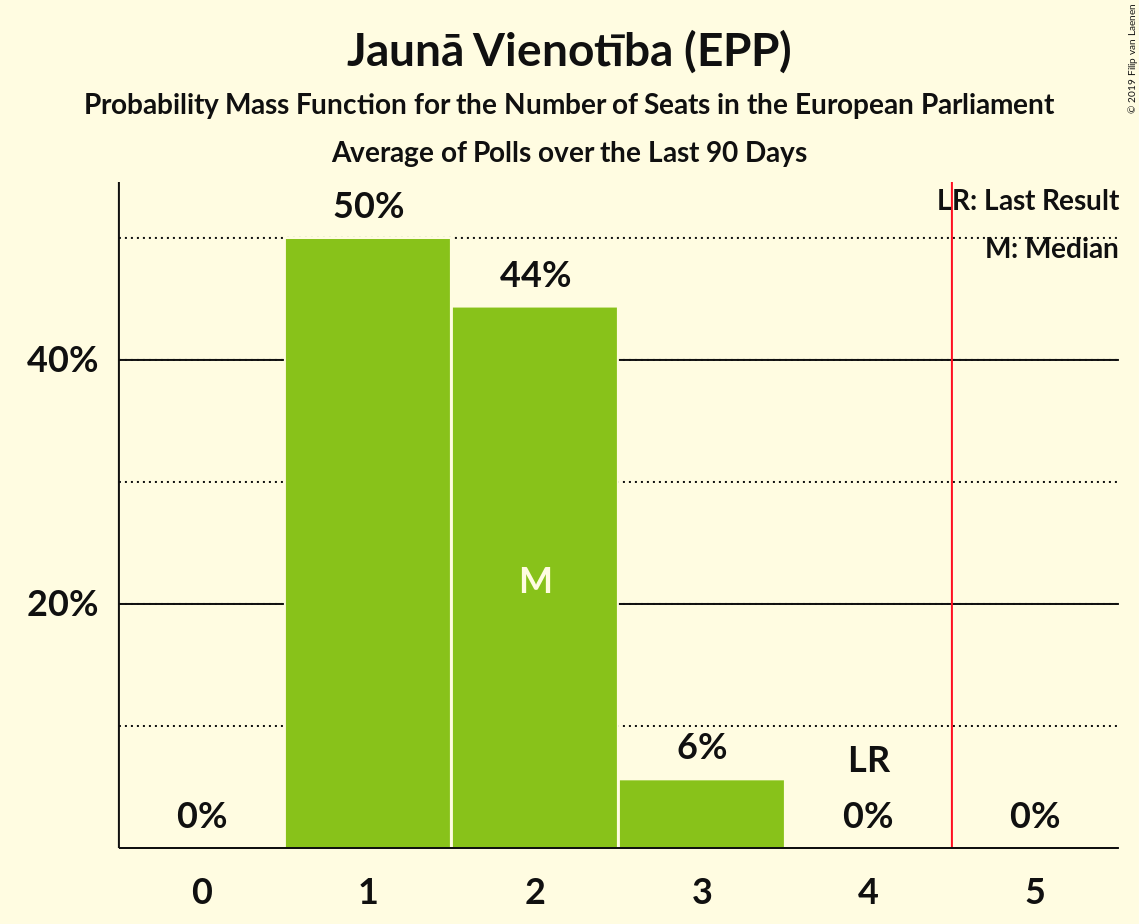 Jaunā Vienotība (EPP)
Probability Mass Function for the Number of Seats in the European Parliament
Average of Polls over the Last 90 Days
© 2019 Filip van Laenen
LR: Last Result
M: Median
50%
44%
40%
M
20%
6%
LR
0%
0%
0%
0
1
2
3
4
5